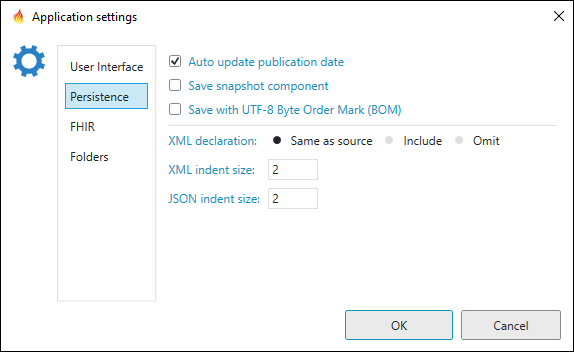 Application settings
User Interface
Persistence
FHIR
Folders
Auto update publication date
Save snapshot component
Save with UTF-8 Byte Order Mark (BOM)
XML declaration: Same as source Include Omit
XML indent size: 2
JSON indent size: 2
OK Cancel